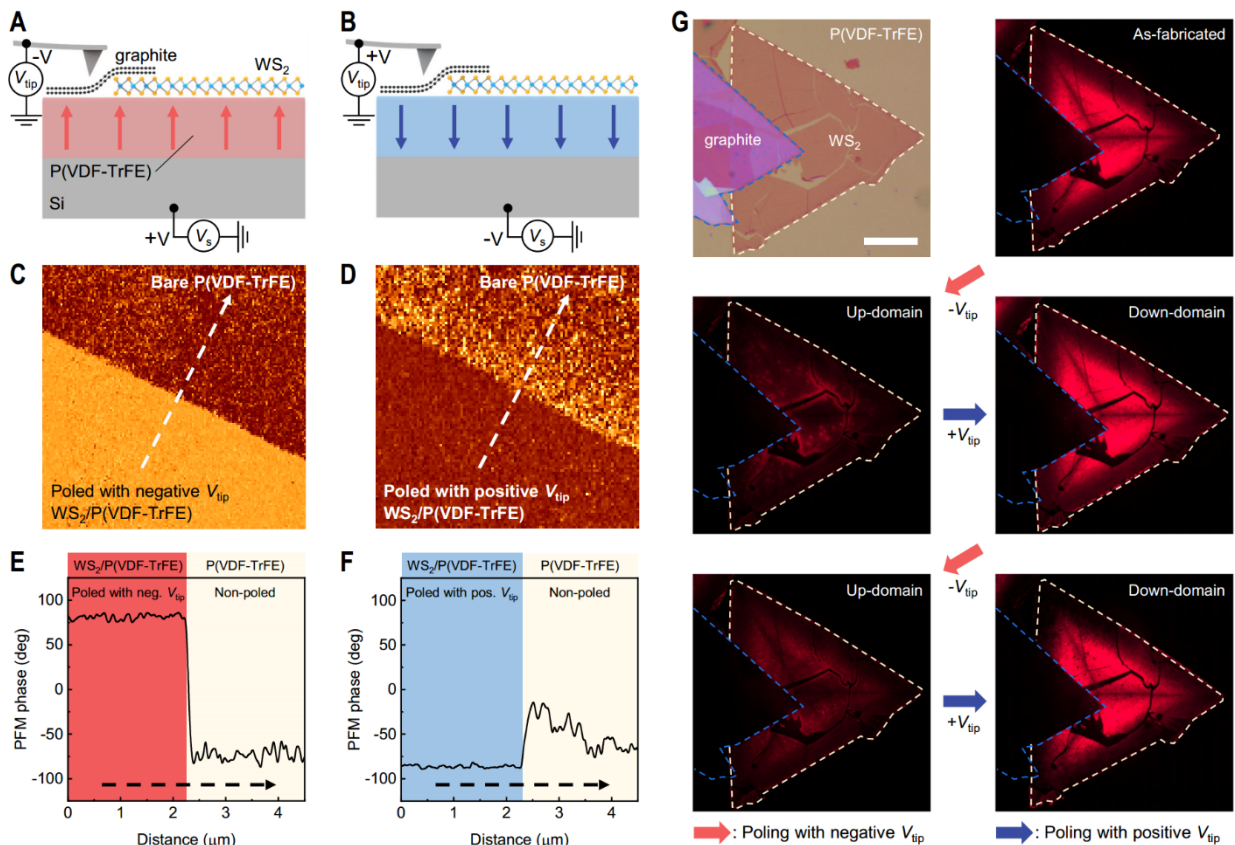 A
-V
V_tip
graphite
WS₂
P(VDF-TrFE)
Si
+V
V_s
B
+V
V_tip
-V
V_s
C
Bare P(VDF-TrFE)
Poled with negative V_tip
WS₂/P(VDF-TrFE)
D
Bare P(VDF-TrFE)
Poled with positive V_tip
WS₂/P(VDF-TrFE)
E
WS₂/P(VDF-TrFE)
P(VDF-TrFE)
Poled with neg. V_tip
Non-poled
PFM phase (deg)
100
50
0
-50
-100
0
1
2
3
4
Distance (μm)
F
WS₂/P(VDF-TrFE)
P(VDF-TrFE)
Poled with pos. V_tip
Non-poled
PFM phase (deg)
100
50
0
-50
-100
0
1
2
3
4
Distance (μm)
G
P(VDF-TrFE)
graphite
WS₂
As-fabricated
-V_tip
Up-domain
+V_tip
Down-domain
-V_tip
Up-domain
+V_tip
Down-domain
: Poling with negative V_tip
: Poling with positive V_tip